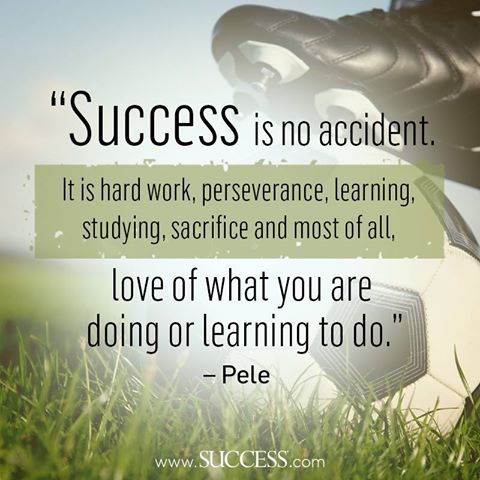 “Success is no accident.
It is hard work, perseverance, learning,
studying, sacrifice and most of all,
love of what you are
doing or learning to do.”
– Pele
www.SUCCESS.com